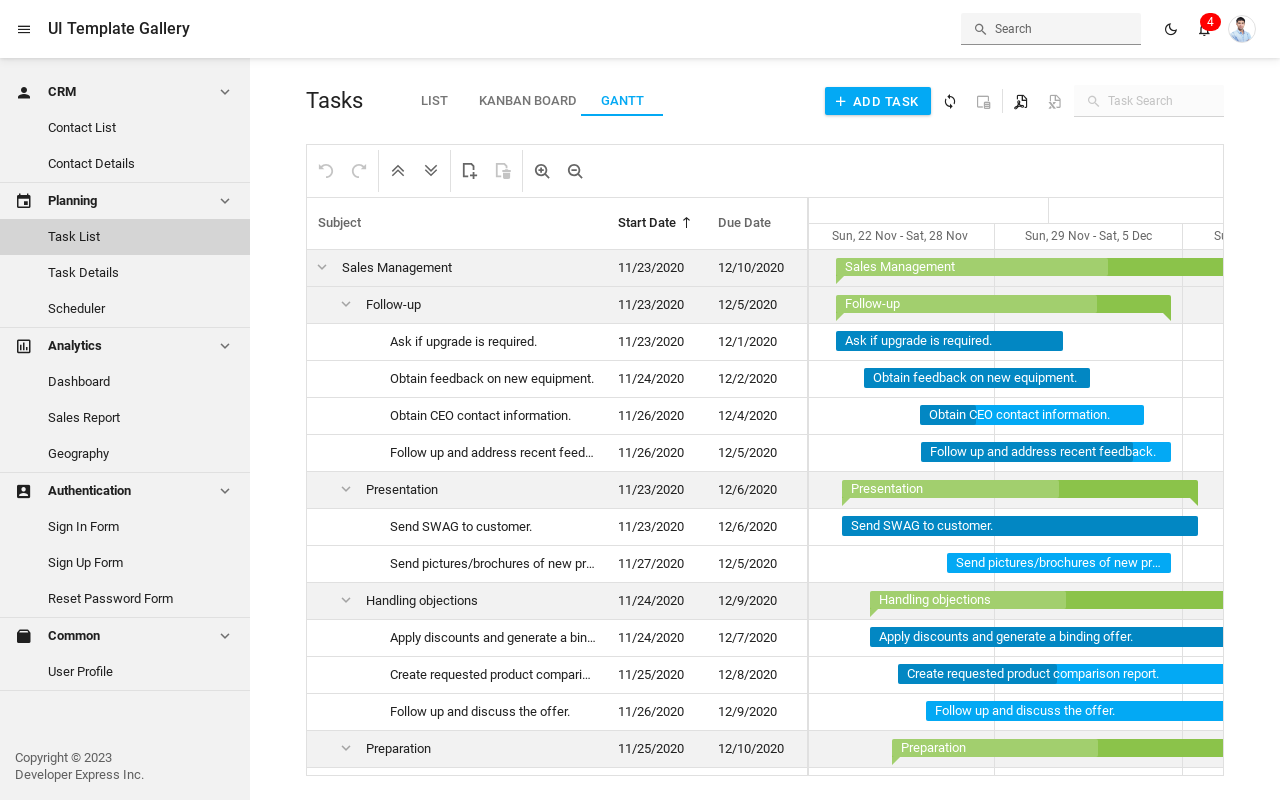 UI Template Gallery
Search
4
CRM
Contact List
Contact Details
Planning
Task List
Task Details
Scheduler
Analytics
Dashboard
Sales Report
Geography
Authentication
Sign In Form
Sign Up Form
Reset Password Form
Common
User Profile
Copyright © 2023
Developer Express Inc.
Tasks
LIST KANBAN BOARD GANTT
ADD TASK
Task Search
Subject Start Date Due Date
Sun, 22 Nov - Sat, 28 Nov Sun, 29 Nov - Sat, 5 Dec
Sales Management 11/23/2020 12/10/2020 Sales Management
Follow-up 11/23/2020 12/5/2020 Follow-up
Ask if upgrade is required. 11/23/2020 12/1/2020 Ask if upgrade is required.
Obtain feedback on new equipment. 11/24/2020 12/2/2020 Obtain feedback on new equipment.
Obtain CEO contact information. 11/26/2020 12/4/2020 Obtain CEO contact information.
Follow up and address recent feed... 11/26/2020 12/5/2020 Follow up and address recent feedback.
Presentation 11/23/2020 12/6/2020 Presentation
Send SWAG to customer. 11/23/2020 12/6/2020 Send SWAG to customer.
Send pictures/brochures of new pr... 11/27/2020 12/5/2020 Send pictures/brochures of new pr...
Handling objections 11/24/2020 12/9/2020 Handling objections
Apply discounts and generate a bin... 11/24/2020 12/7/2020 Apply discounts and generate a binding offer.
Create requested product compari... 11/25/2020 12/8/2020 Create requested product comparison report.
Follow up and discuss the offer. 11/26/2020 12/9/2020 Follow up and discuss the offer.
Preparation 11/25/2020 12/10/2020 Preparation